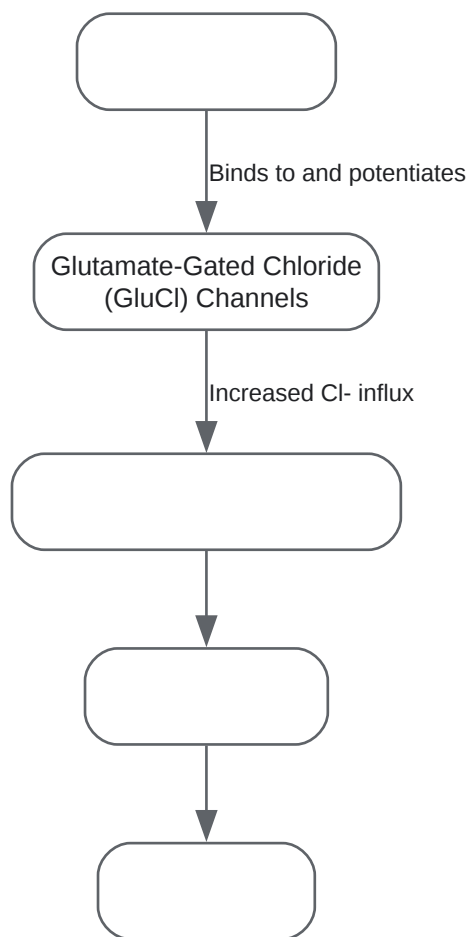 Binds to and potentiates
Glutamate-Gated Chloride
(GluCl) Channels
Increased Cl- influx